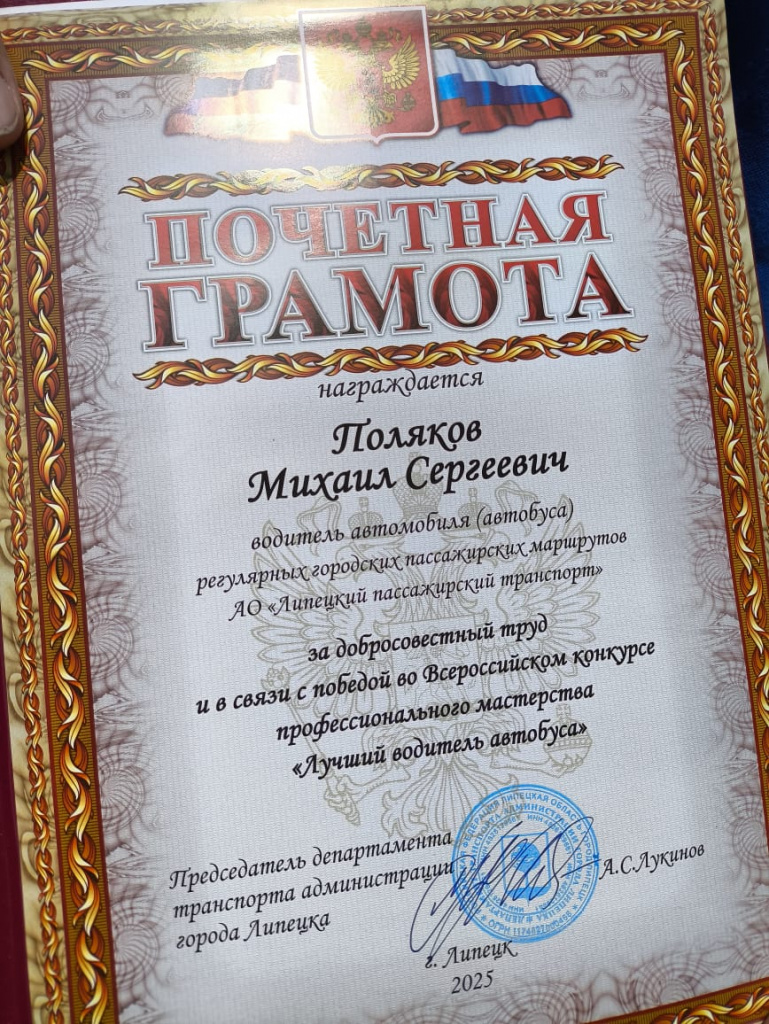 ПОЧЕТНАЯ
ГРАМОТА
награждается
Поляков
Михаил Сергеевич
водитель автомобиля (автобуса)
регулярных городских пассажирских маршрутов
АО «Липецкий пассажирский транспорт»
за добросовестный труд
и в связи с победой во Всероссийском конкурсе
профессионального мастерства
«Лучший водитель автобуса»
Председатель департамента
транспорта администрации
города Липецка
А.С.Лукинов
г. Липецк
2025